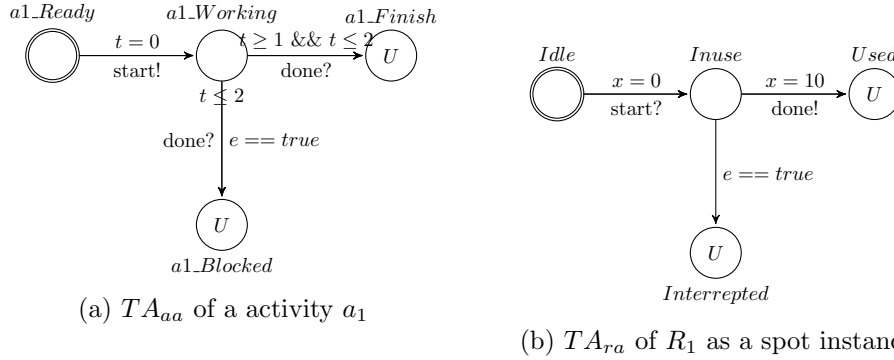 a1_Ready
a1_Working
a1_Finish
t = 0
t ≥ 1 && t ≤ 2
U
start!
done?
t ≤ 2
done?
e == true
U
a1_Blocked
(a) TA_aa of a activity a_1
Idle
Inuse
Used
x = 0
x = 10
U
start?
done!
e == true
U
Interrepted
(b) TA_ra of R_1 as a spot instanc